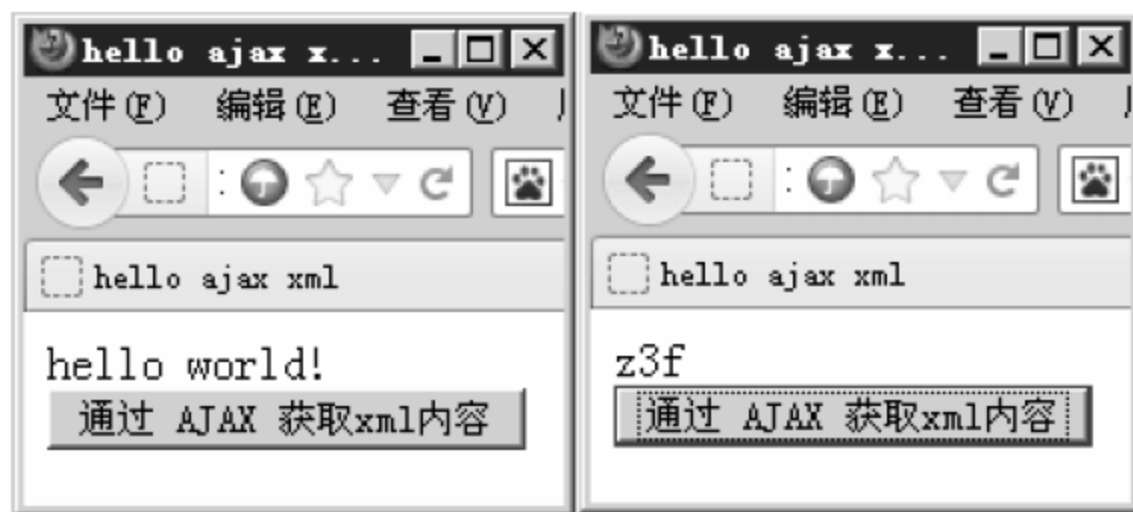 hello ajax x...
文件(F) 编辑(E) 查看(V)
hello ajax xml
hello world!
通过 AJAX 获取xml内容
hello ajax x...
文件(F) 编辑(E) 查看(V)
hello ajax xml
z3f
通过 AJAX 获取xml内容